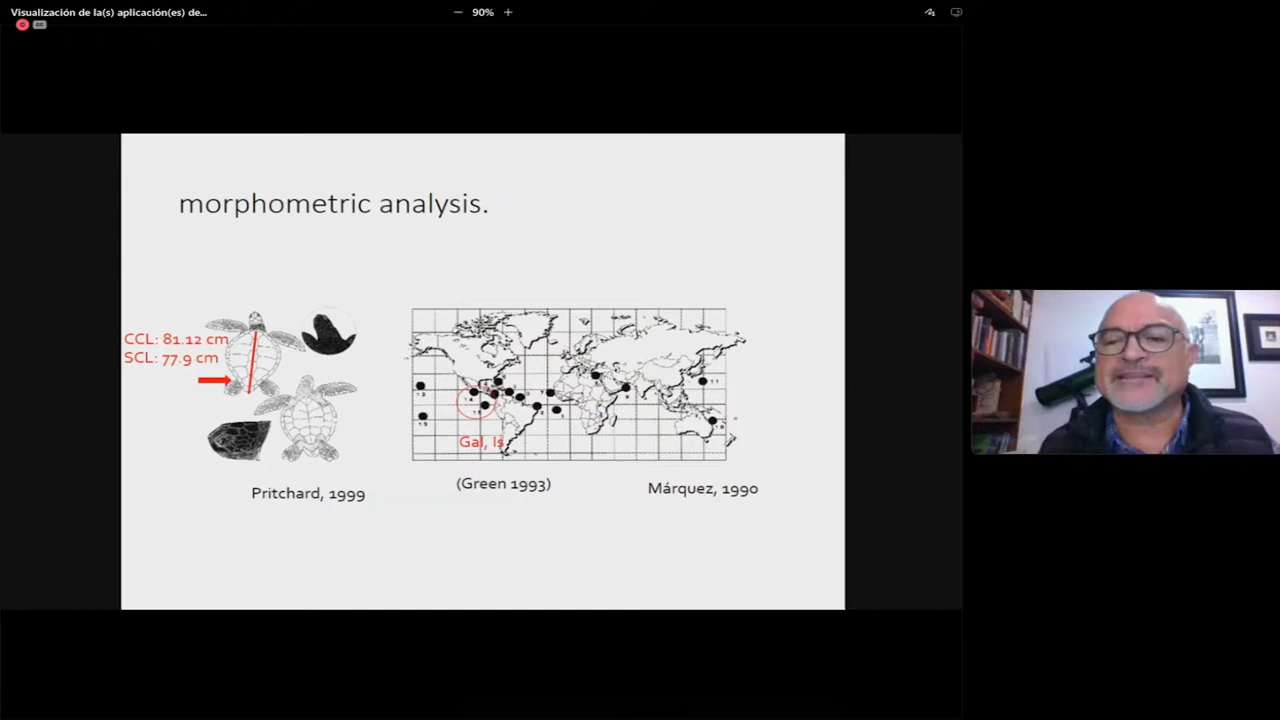 Visualización de la(s) aplicación(es) de...
90%
CC
morphometric analysis.
CCL: 81.12 cm
SCL: 77.9 cm
Gal, Is
Pritchard, 1999
(Green 1993)
Márquez, 1990